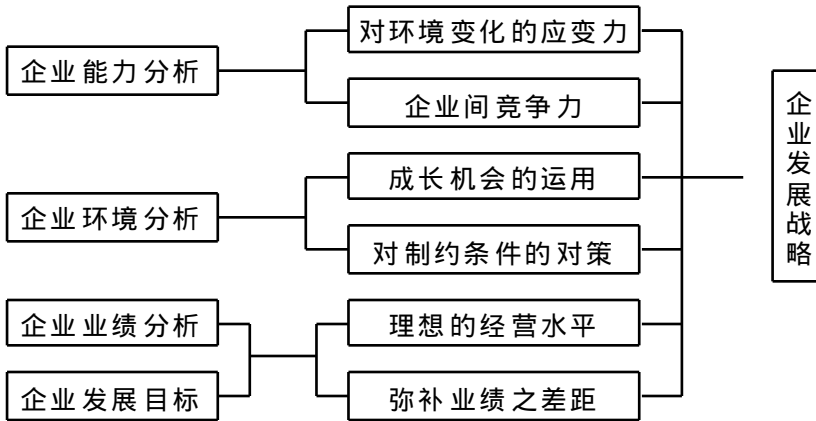 企业能力分析
对环境变化的应变力
企业间竞争力
企业环境分析
成长机会的运用
对制约条件的对策
企业业绩分析
企业发展目标
理想的经营水平
弥补业绩之差距
企业发展战略